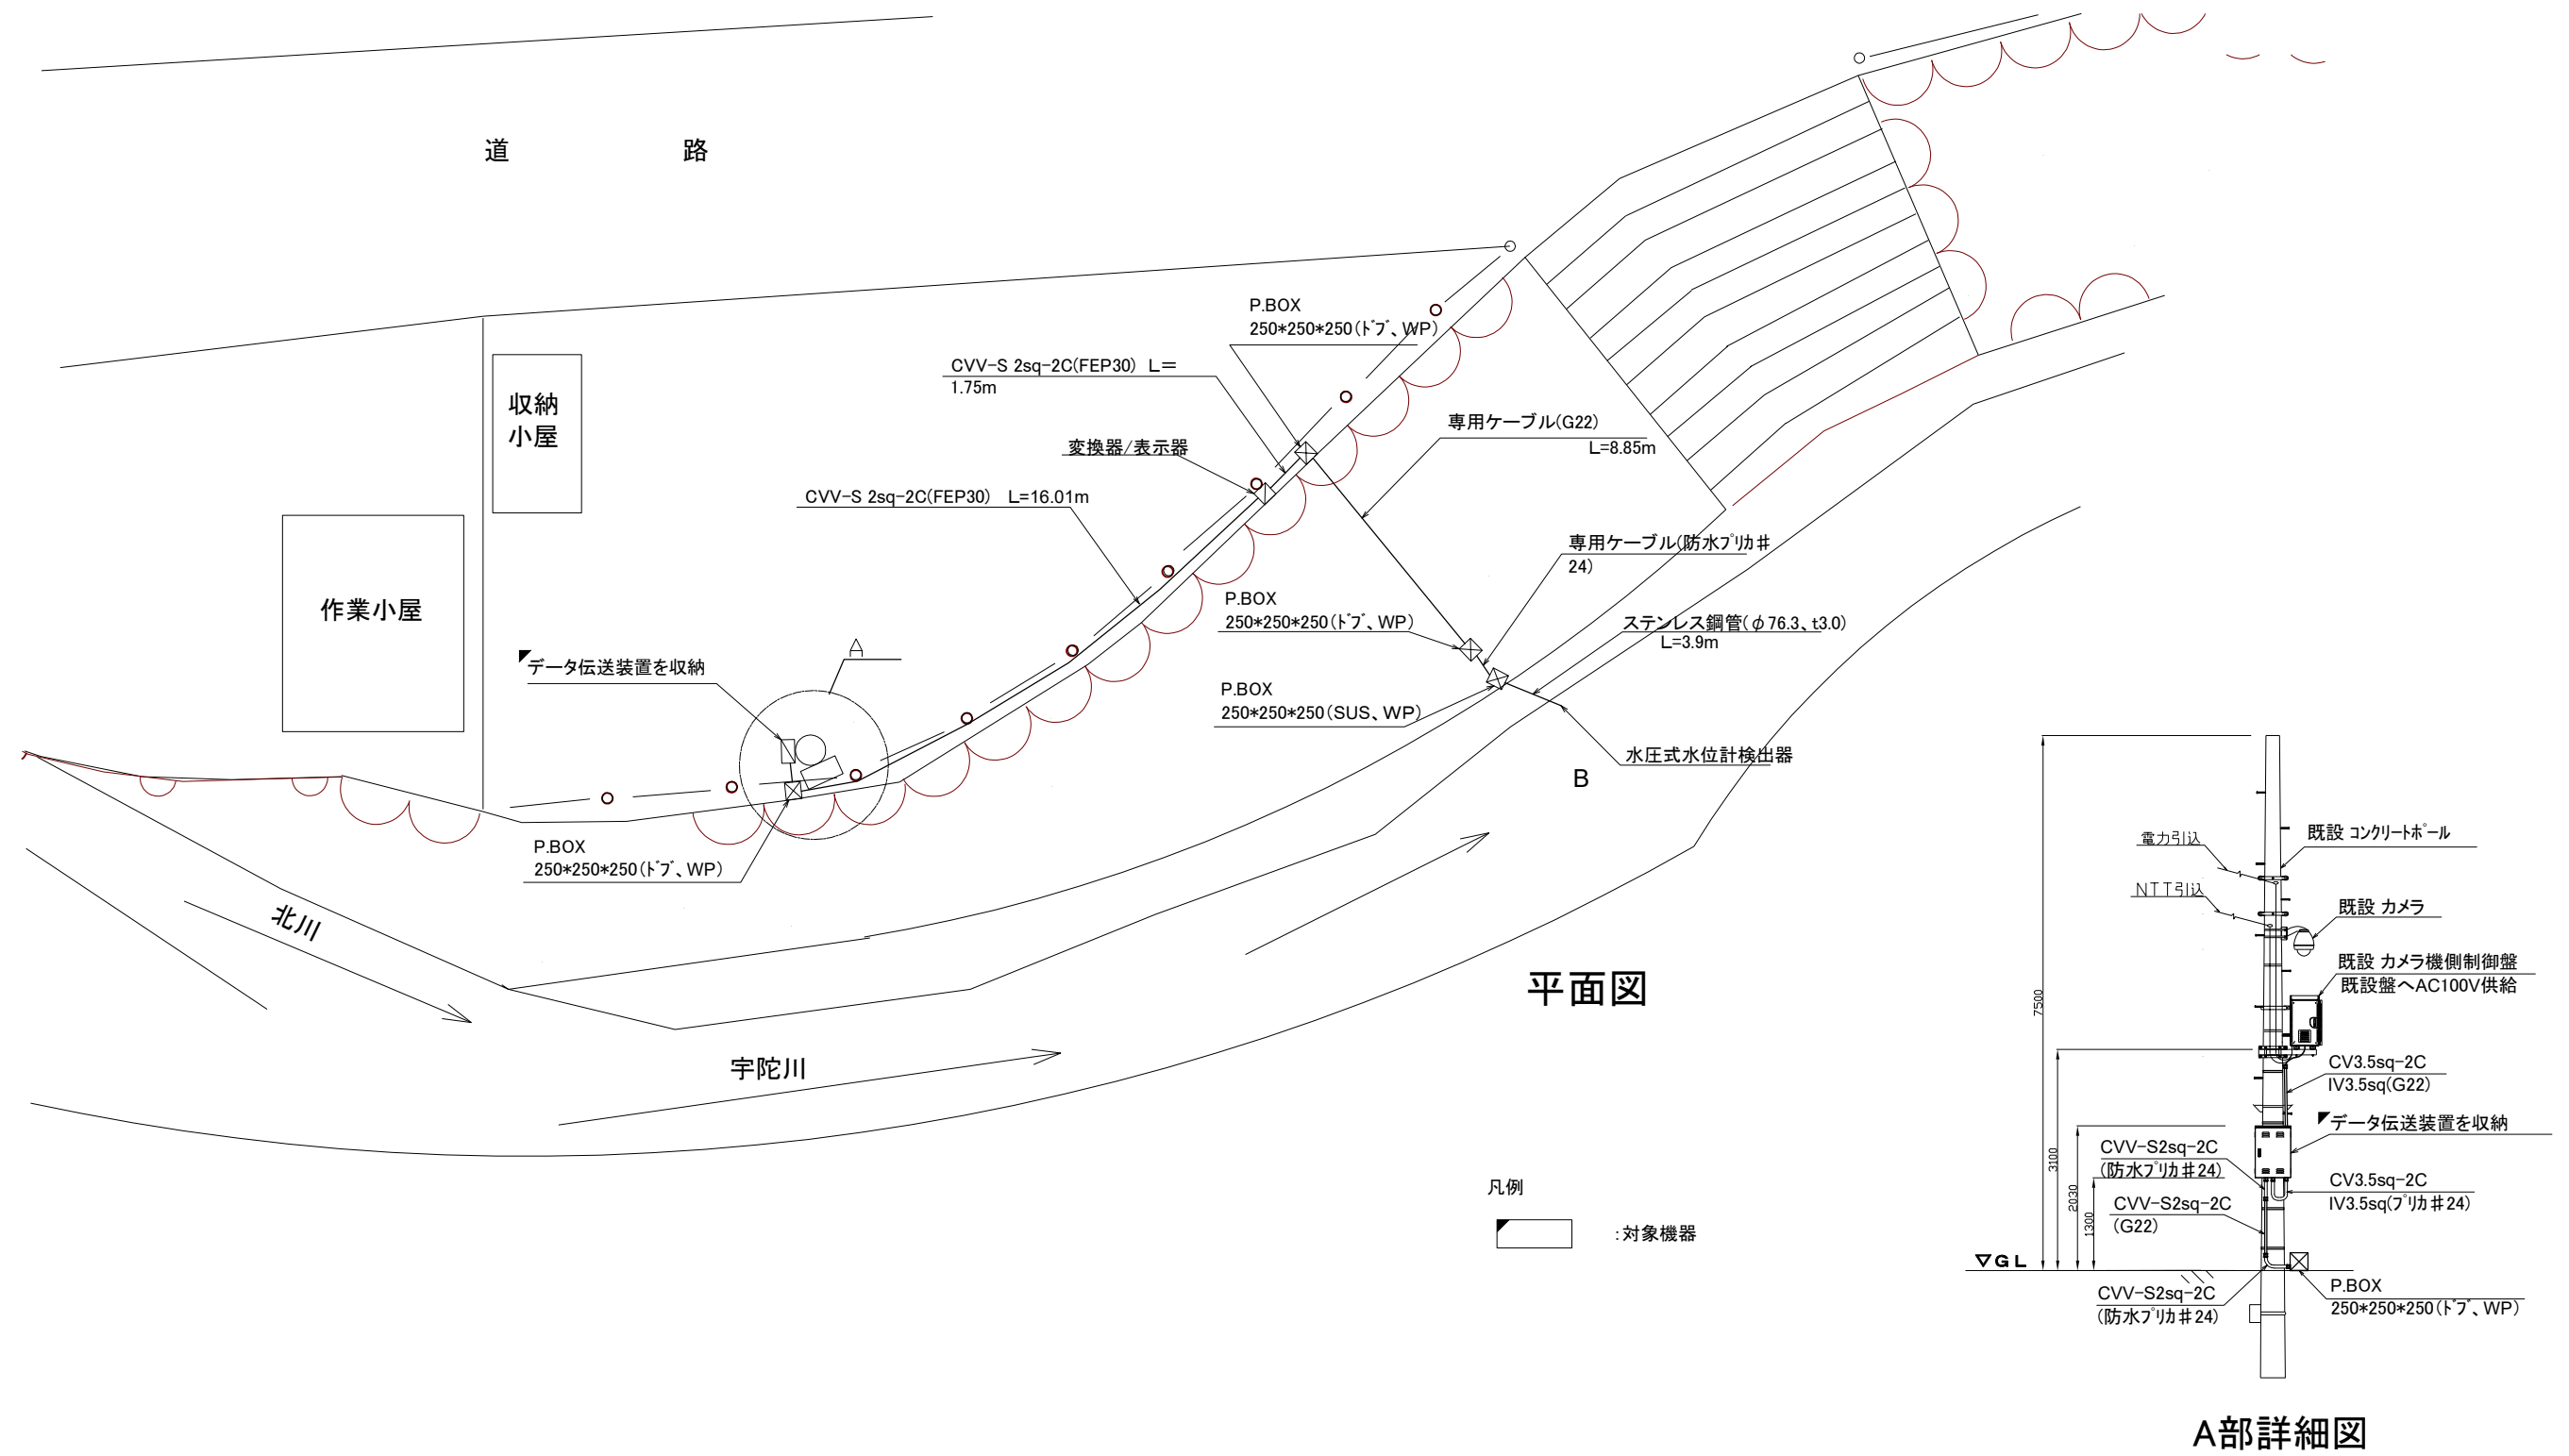 道　路
P.BOX
250*250*250(ﾄﾞﾌﾞ、WP)
CVV-S 2sq-2C(FEP30) L=
1.75m
収納
小屋
専用ケーブル(G22)
L=8.85m
変換器/表示器
CVV-S 2sq-2C(FEP30) L=16.01m
専用ケーブル(防水ﾌﾟﾘｶ♯
24)
作業小屋
P.BOX
250*250*250(ﾄﾞﾌﾞ、WP)
ステンレス鋼管(φ76.3、t3.0)
L=3.9m
A
データ伝送装置を収納
P.BOX
250*250*250(SUS、WP)
水圧式水位計検出器
B
P.BOX
250*250*250(ﾄﾞﾌﾞ、WP)
北川
宇陀川
平面図
凡例
:対象機器
電力引込
NTT引込
既設 コンクリートﾎﾟｰル
既設 カメラ
既設 カメラ機側制御盤
既設盤へAC100V供給
7500
3100
2030
1300
CV3.5sq-2C
IV3.5sq(G22)
データ伝送装置を収納
CVV-S2sq-2C
(防水ﾌﾟﾘｶ♯24)
CV3.5sq-2C
IV3.5sq(ﾌﾟﾘｶ♯24)
CVV-S2sq-2C
(G22)
▽GL
CVV-S2sq-2C
(防水ﾌﾟﾘｶ♯24)
P.BOX
250*250*250(ﾄﾞﾌﾞ、WP)
A部詳細図